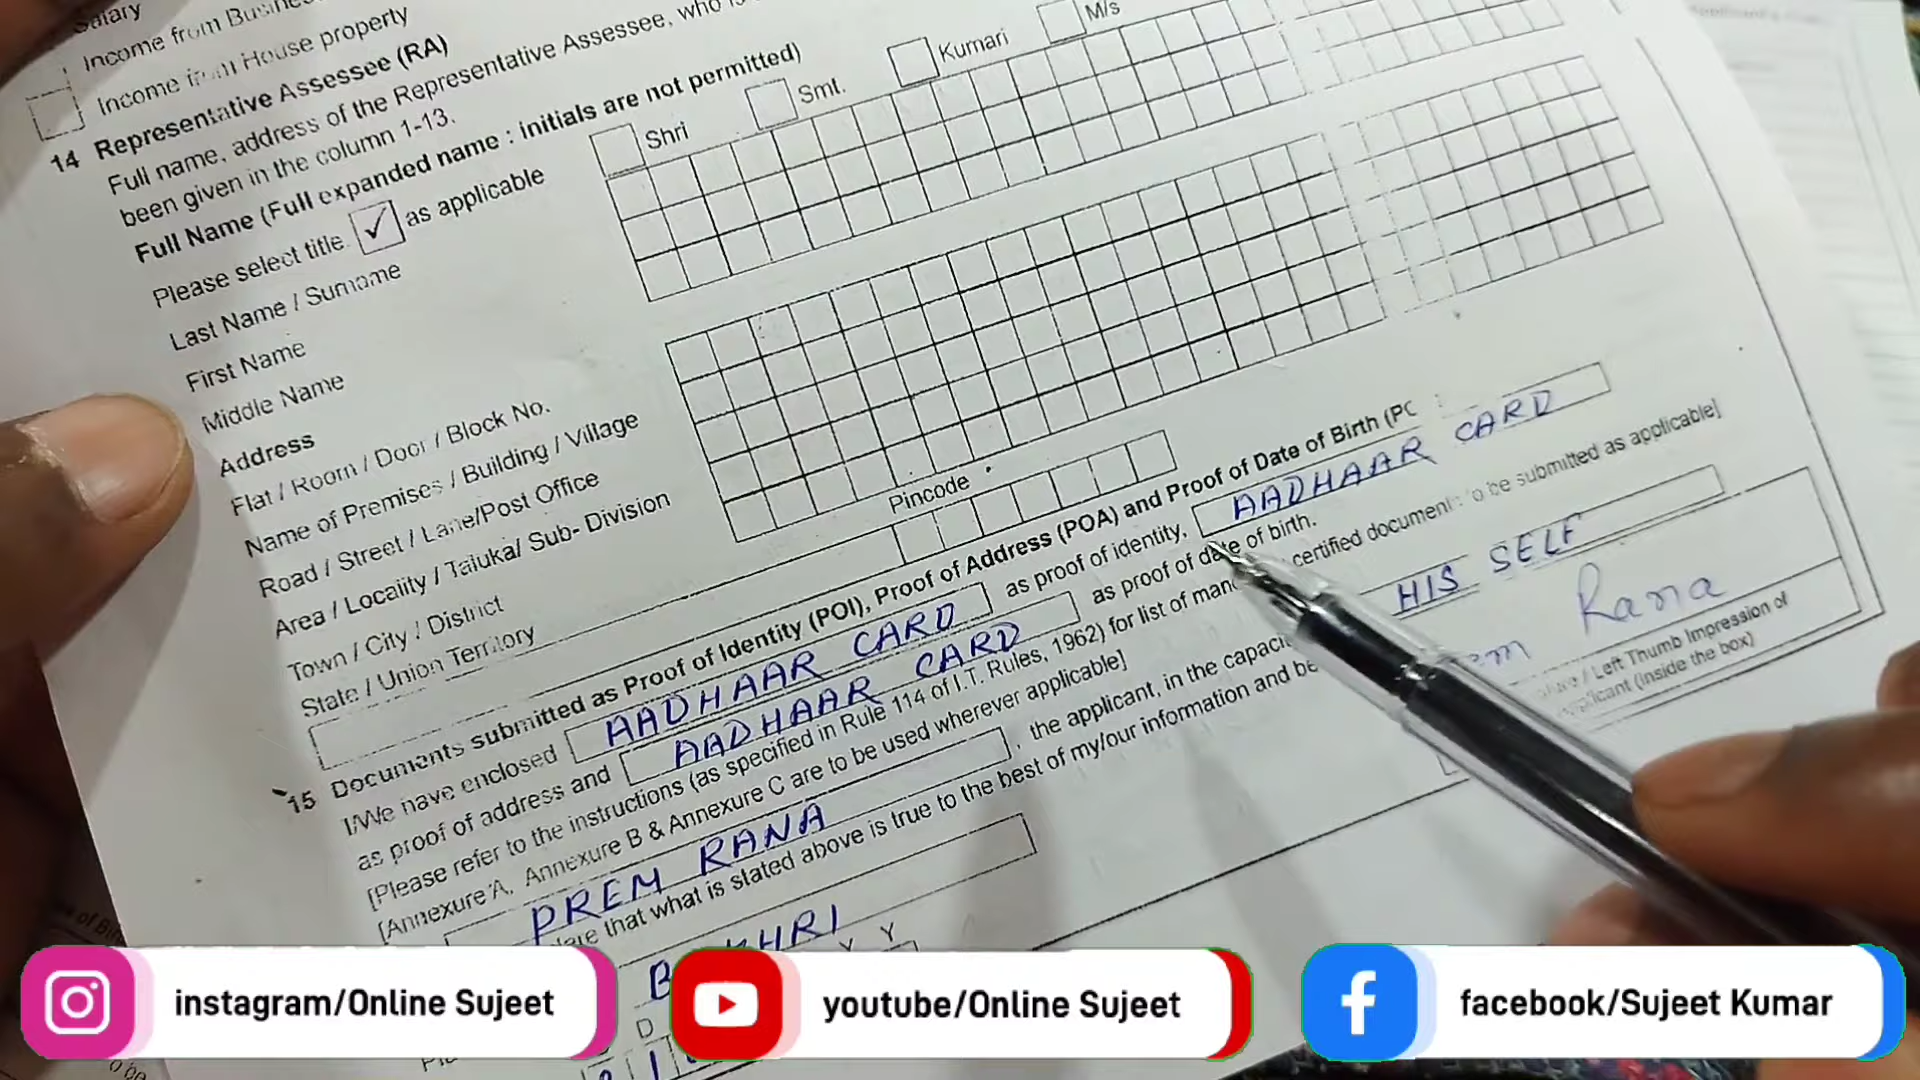 Salary
Income from
Income from House property
14 Representative Assessee (RA)
Full name, address of the Representative Assessee, who is
been given in the column 1-13.
Full Name (Full expanded name : initials are not permitted)
Please select title, ✓ as applicable
Shri
Smt.
Kumari
M/s
Last Name / Surname
First Name
Middle Name
Address
Flat / Room / Door / Block No.
Name of Premises / Building / Village
Road / Street / Lane/Post Office
Area / Locality / Taluka/ Sub- Division
Town / City / District
State / Union Territory
Pincode
15 Documents submitted as Proof of Identity (POI), Proof of Address (POA) and Proof of Date of Birth
I/We have enclosed AADHAAR CARD as proof of identity, AADHAAR CARD
as proof of address and AADHAAR CARD as proof of date of birth.
[Please refer to the instructions (as specified in Rule 114 of I.T. Rules, 1962) for list of certified documents to be submitted as applicable]
[Annexure A, Annexure B & Annexure C are to be used wherever applicable]
PREM RANA , the applicant, in the HIS SELF
that what is stated above is true to the best of my/our information and
Rana
/ Left Thumb Impression of
(inside the box)
Y Y
D
instagram/Online Sujeet
youtube/Online Sujeet
facebook/Sujeet Kumar